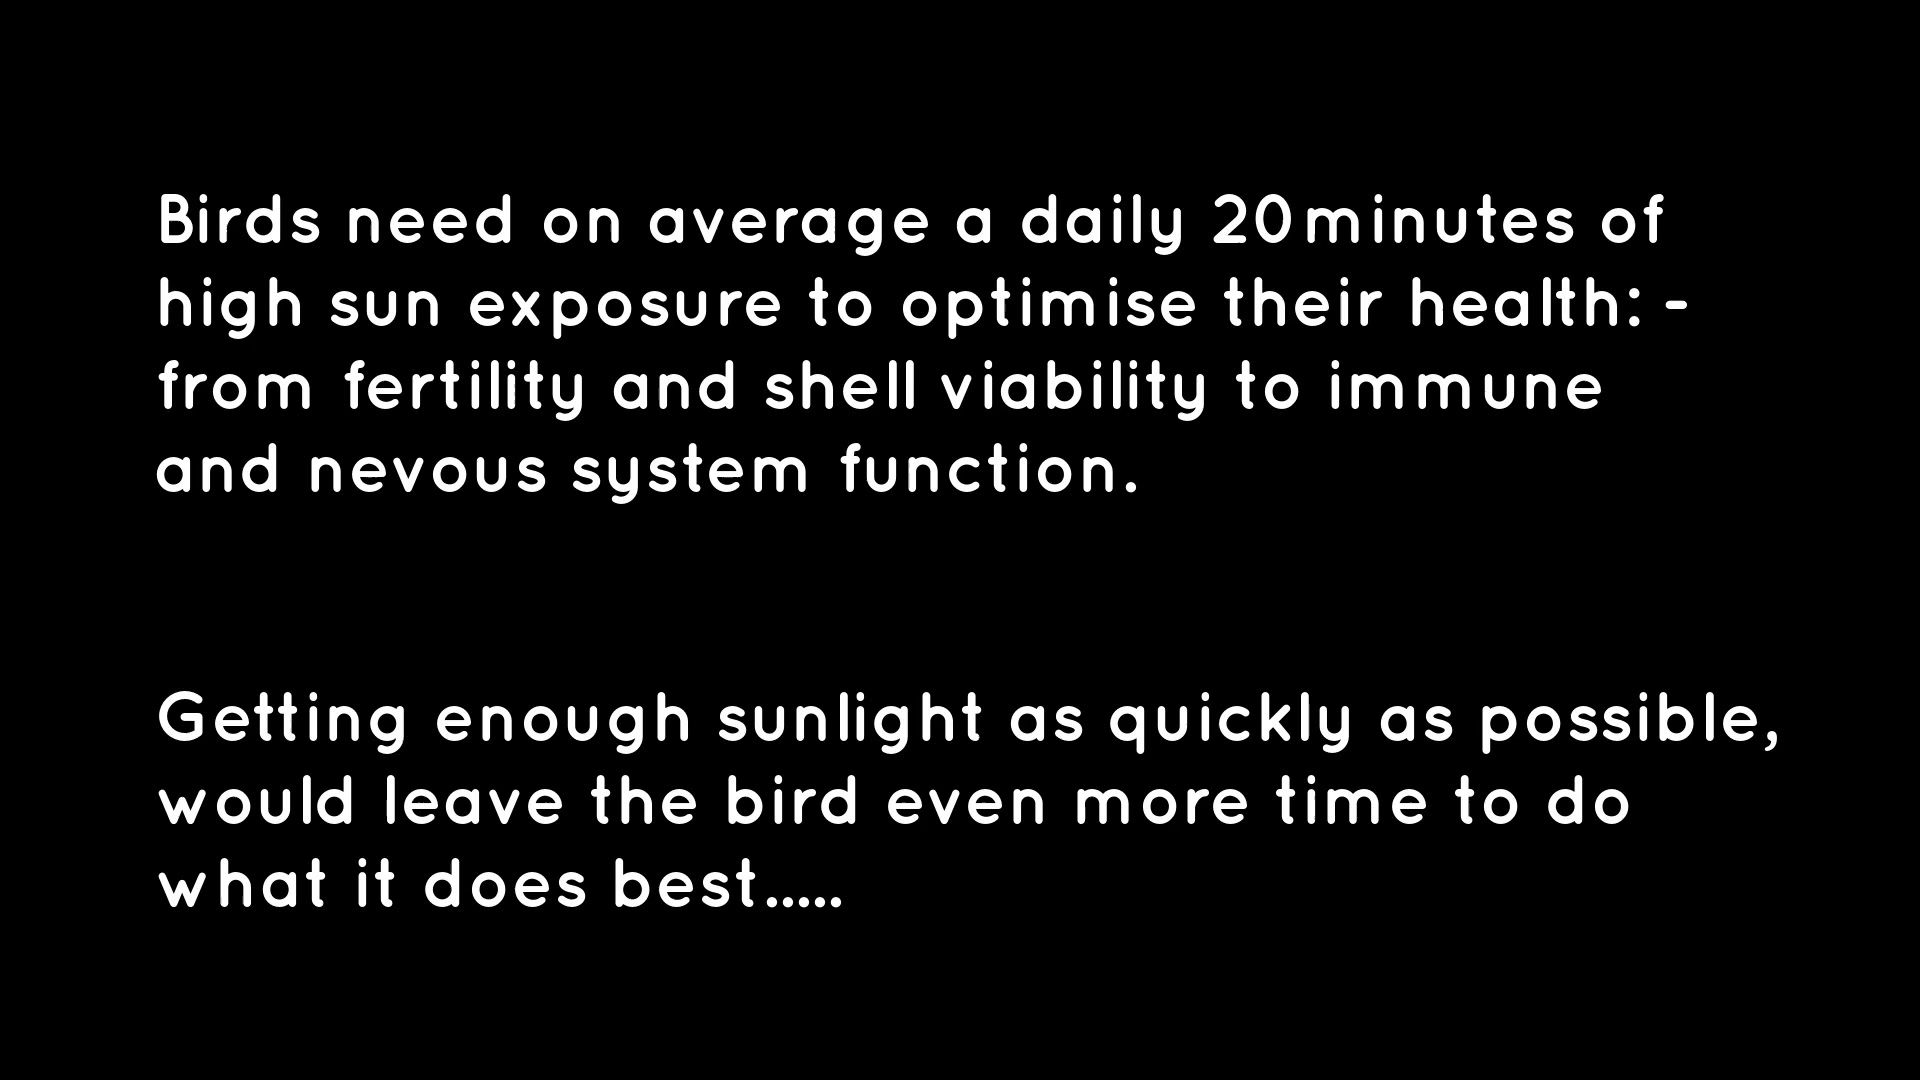 Birds need on average a daily 20minutes of
high sun exposure to optimise their health: -
from fertility and shell viability to immune
and nevous system function.
Getting enough sunlight as quickly as possible,
would leave the bird even more time to do
what it does best.....